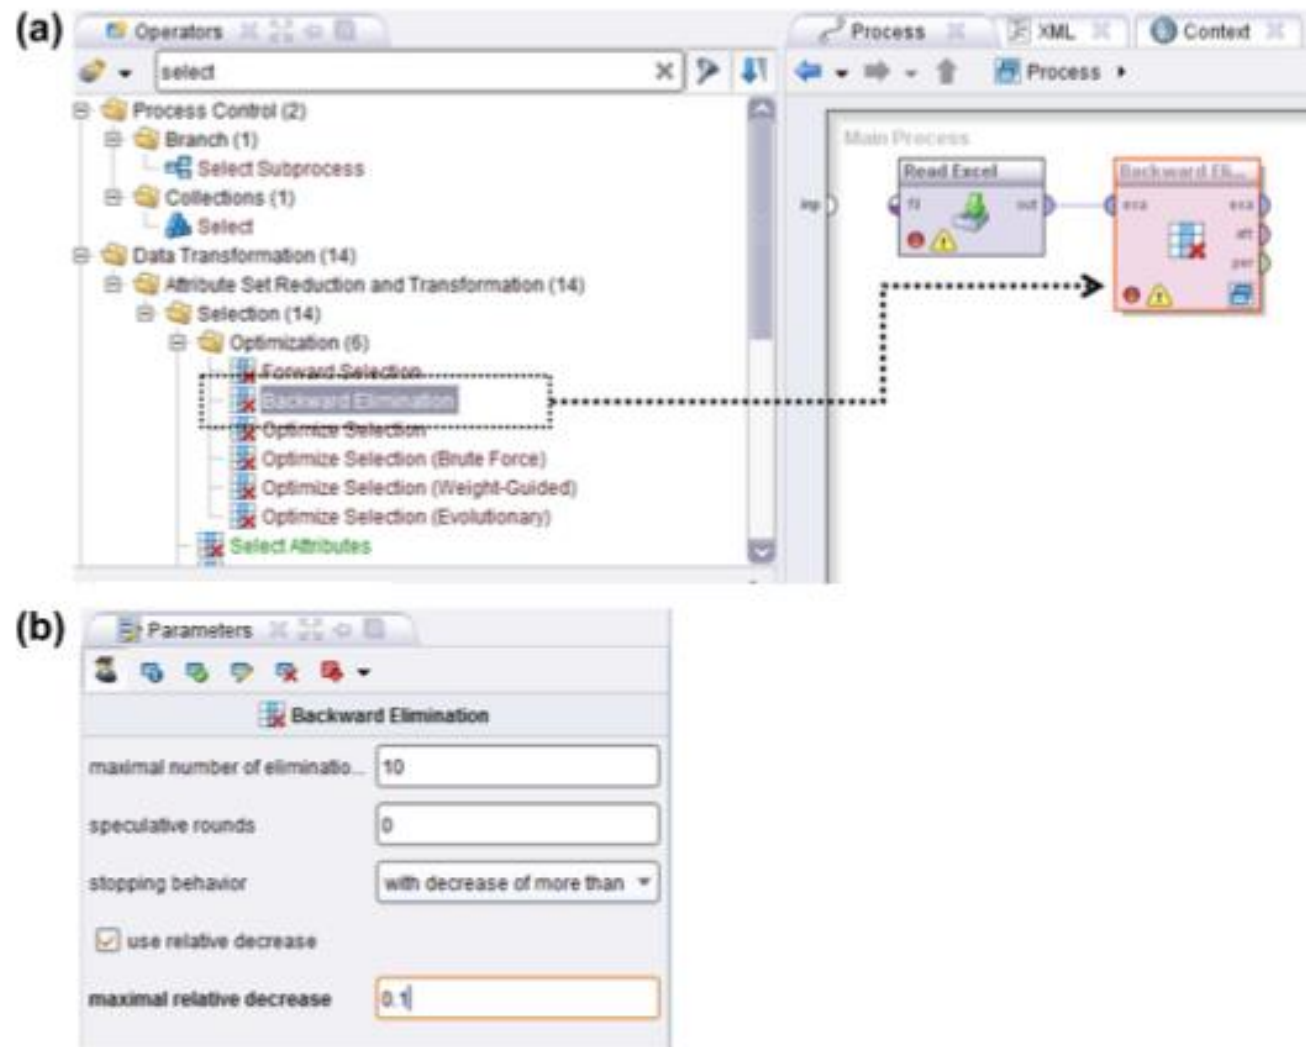 (a)
Operators
select
Process Control (2)
Branch (1)
Select Subprocess
Collections (1)
Select
Data Transformation (14)
Attribute Set Reduction and Transformation (14)
Selection (14)
Optimization (6)
Forward Selection
Backward Elimination
Optimize Selection
Optimize Selection (Brute Force)
Optimize Selection (Weight-Guided)
Optimize Selection (Evolutionary)
Select Attributes
Process XML Context
Process
Main Process
Read Excel
Backward Eli...
inp
fil out
exa exa
att
per
(b)
Parameters
Backward Elimination
maximal number of eliminatio... 10
speculative rounds 0
stopping behavior with decrease of more than
use relative decrease
maximal relative decrease 0.1